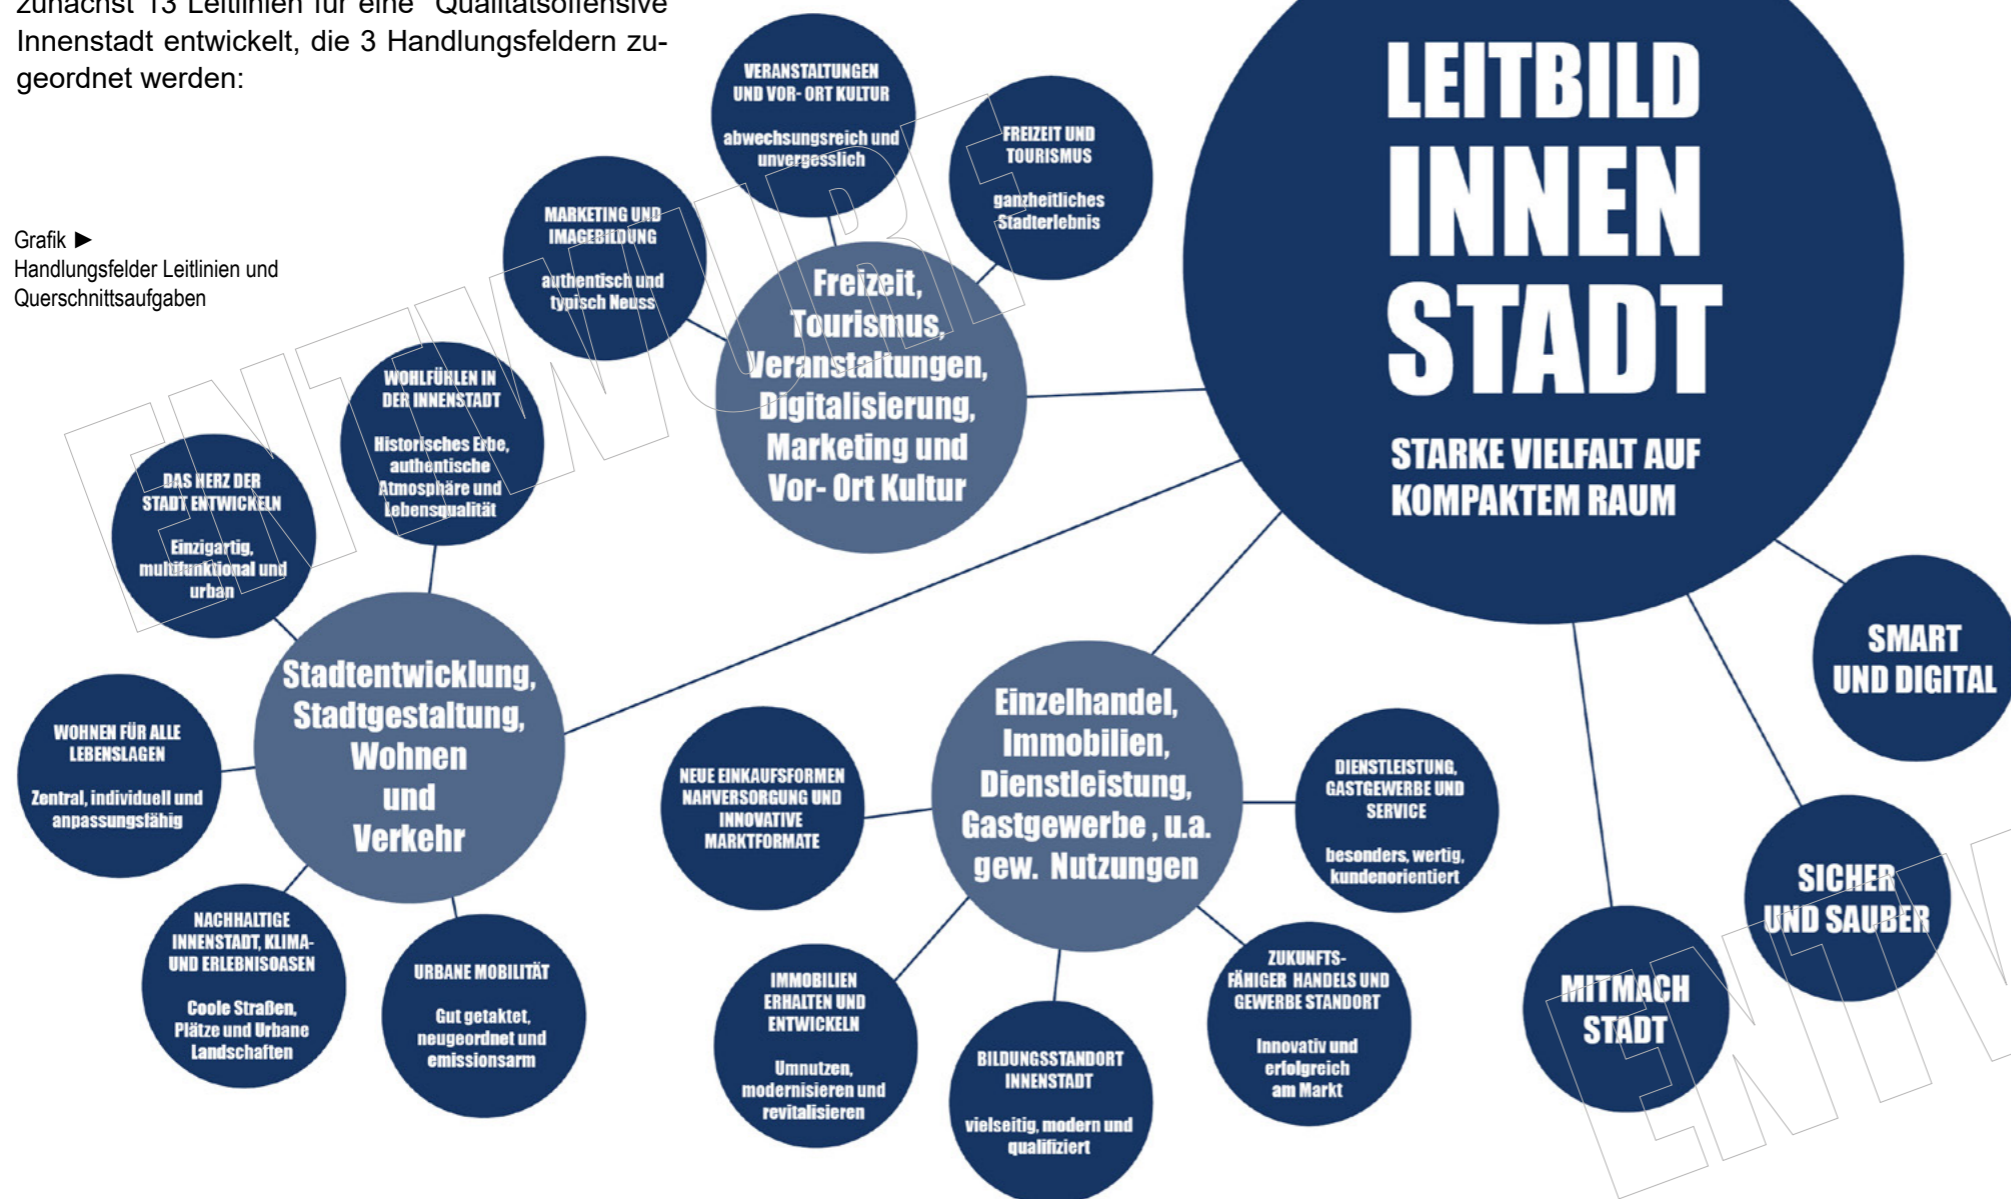 zunächst 13 Leitlinien für eine "Qualitätsoffensive
Innenstadt entwickelt, die 3 Handlungsfeldern zu-
geordnet werden:
Grafik ►
Handlungsfelder Leitlinien und
Querschnittsaufgaben
LEITBILD
INNEN
STADT
STARKE VIELFALT AUF
KOMPAKTEM RAUM
VERANSTALTUNGEN
UND VOR- ORT KULTUR
abwechsungsreich und
unvergesslich
FREIZEIT UND
TOURISMUS
ganzheitliches
Stadterlebnis
MARKETING UND
IMAGEBILDUNG
authentisch und
typisch Neuss
Freizeit,
Tourismus,
Veranstaltungen,
Digitalisierung,
Marketing und
Vor- Ort Kultur
WOHLFÜHLEN IN
DER INNENSTADT
Historisches Erbe,
authentische
Atmosphäre und
Lebensqualität
DAS HERZ DER
STADT ENTWICKELN
Einzigartig,
multifunktional und
urban
Stadtentwicklung,
Stadtgestaltung,
Wohnen
und
Verkehr
WOHNEN FÜR ALLE
LEBENSLAGEN
Zentral, individuell und
anpassungsfähig
NACHHALTIGE
INNENSTADT, KLIMA-
UND ERLEBNISOASEN
Coole Straßen,
Plätze und Urbane
Landschaften
URBANE MOBILITÄT
Gut getaktet,
neugeordnet und
emissionsarm
Einzelhandel,
Immobilien,
Dienstleistung,
Gastgewerbe , u.a.
gew. Nutzungen
NEUE EINKAUFSFORMEN
NAHVERSORGUNG UND
INNOVATIVE
MARKTFORMATE
DIENSTLEISTUNG,
GASTGEWERBE UND
SERVICE
besonders, wertig,
kundenorientiert
IMMOBILIEN
ERHALTEN UND
ENTWICKELN
Umnutzen,
modernisieren und
revitalisieren
BILDUNGSSTANDORT
INNENSTADT
vielseitig, modern und
qualifiziert
ZUKUNFTS-
FÄHIGER HANDELS UND
GEWERBE STANDORT
Innovativ und
erfolgreich
am Markt
SMART
UND DIGITAL
SICHER
UND SAUBER
MITMACH
STADT
ENTWURF
ENTW